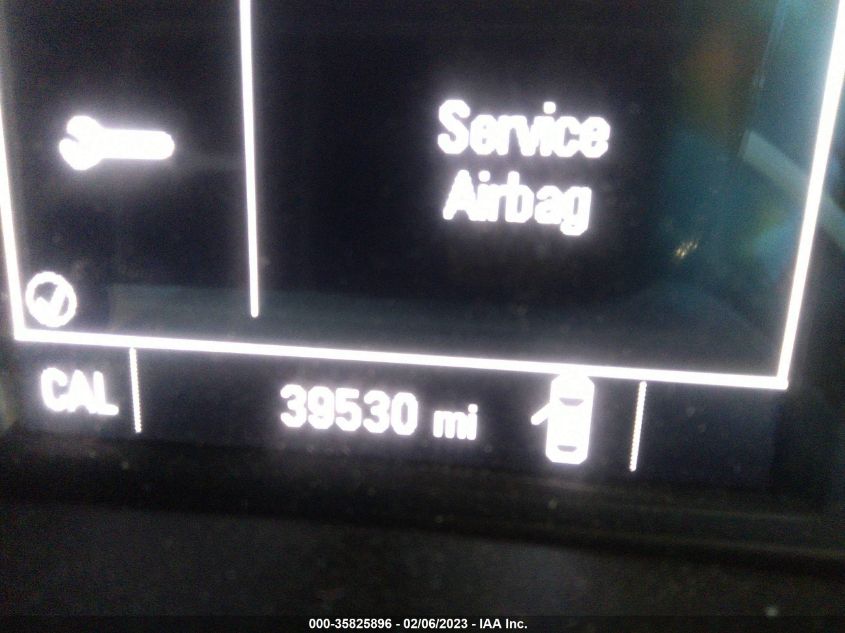 Service
Airbag
CAL
39530 mi
000-35825896 - 02/06/2023 - IAA Inc.